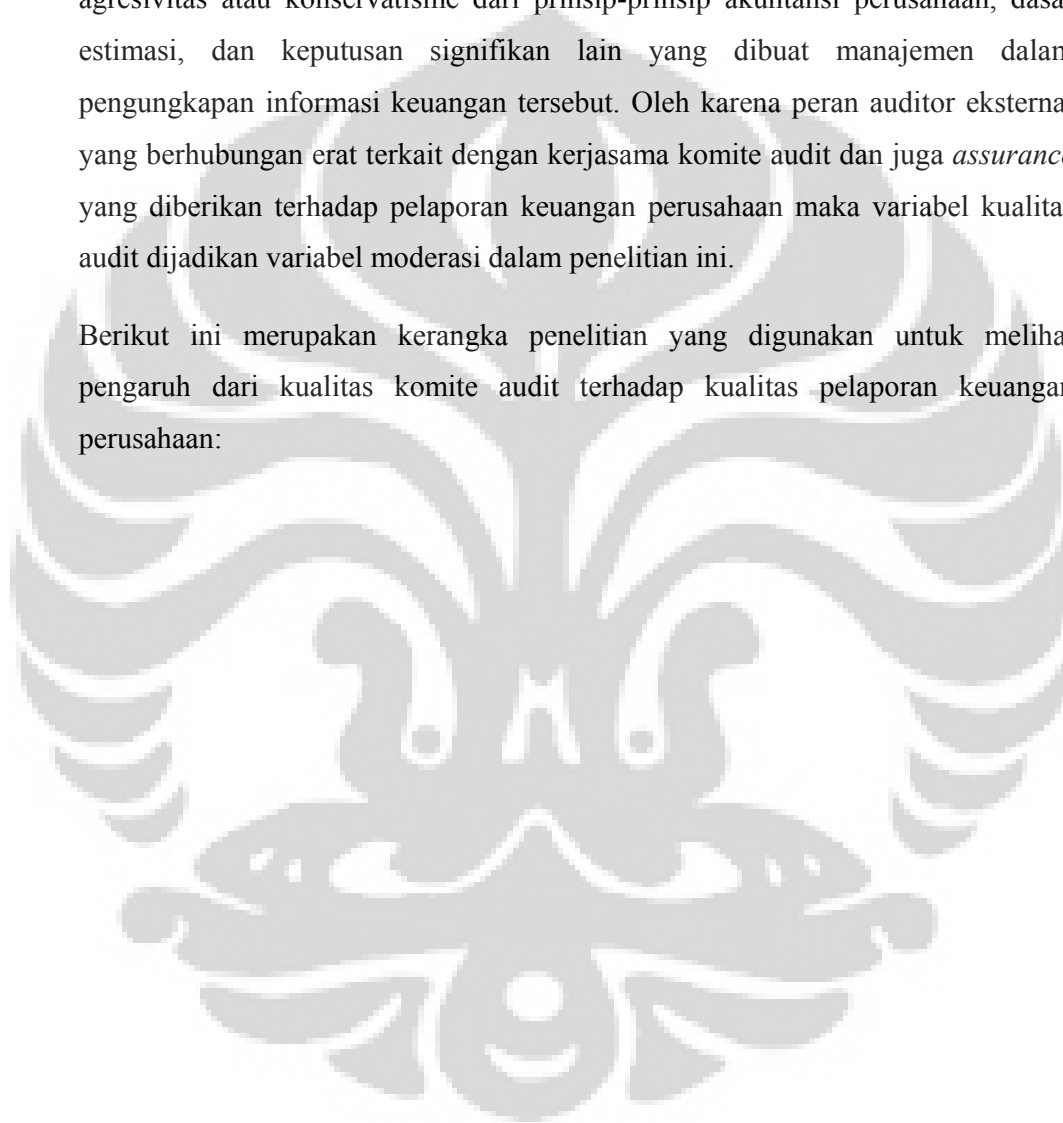 agresivitas atau konservatisme dari prinsip-prinsip akuntansi perusahaan, dasa
estimasi, dan keputusan signifikan lain yang dibuat manajemen dalan
pengungkapan informasi keuangan tersebut. Oleh karena peran auditor eksterna
yang berhubungan erat terkait dengan kerjasama komite audit dan juga assurance
yang diberikan terhadap pelaporan keuangan perusahaan maka variabel kualita
audit dijadikan variabel moderasi dalam penelitian ini.
Berikut ini merupakan kerangka penelitian yang digunakan untuk meliha
pengaruh dari kualitas komite audit terhadap kualitas pelaporan keuangan
perusahaan: